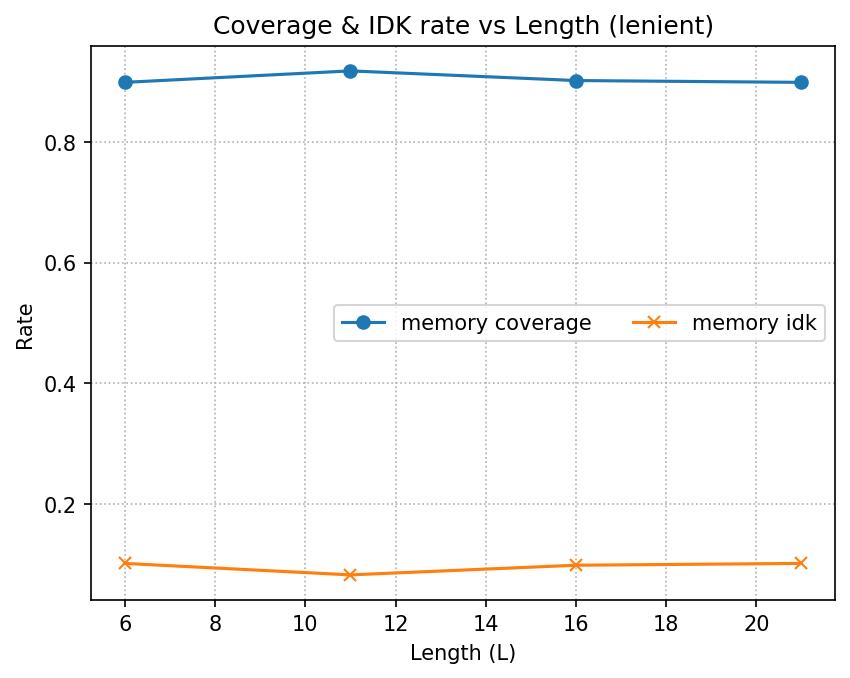 Coverage & IDK rate vs Length (lenient)
Rate
0.8
0.6
0.4
0.2
memory coverage memory idk
6 8 10 12 14 16 18 20
Length (L)